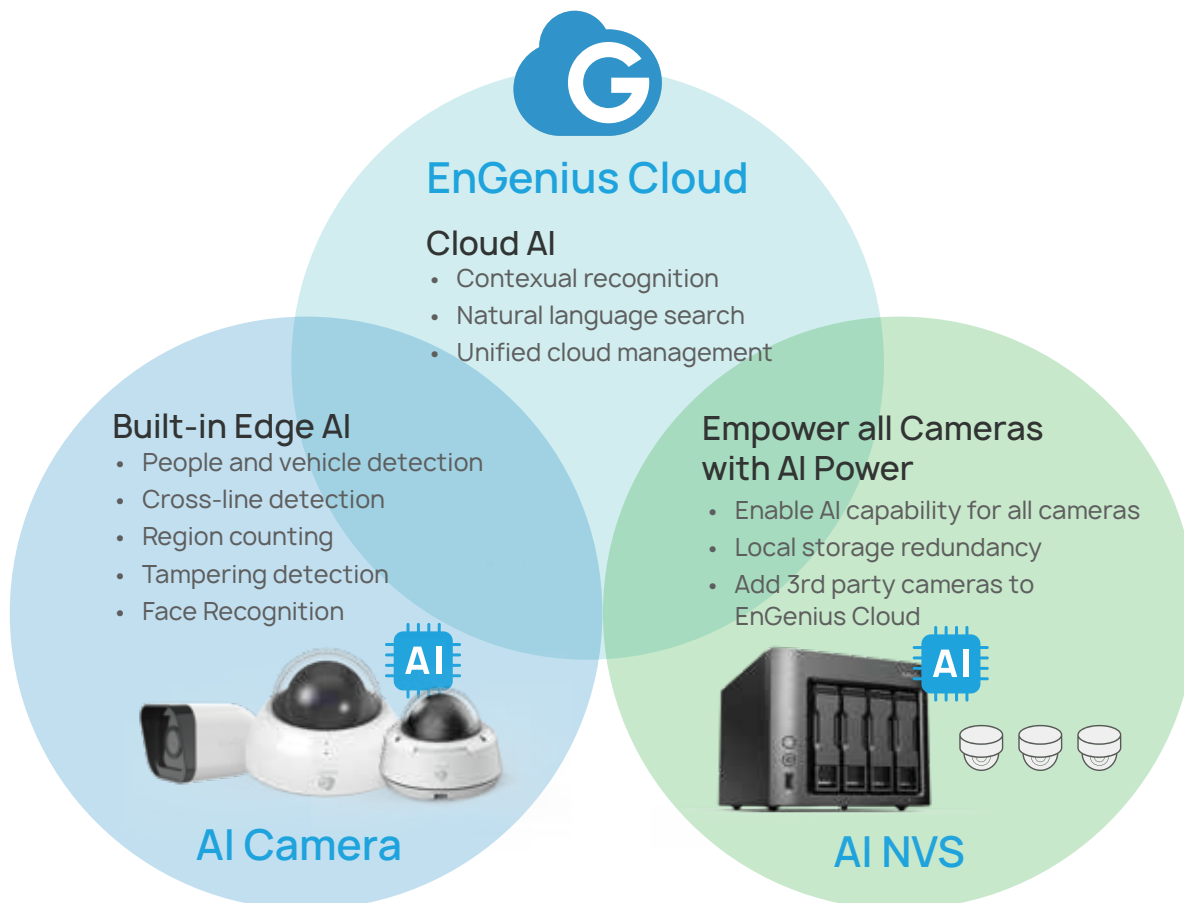 G
EnGenius Cloud
Cloud AI
• Contexual recognition
• Natural language search
• Unified cloud management
Built-in Edge AI
• People and vehicle detection
• Cross-line detection
• Region counting
• Tampering detection
• Face Recognition
AI
AI Camera
Empower all Cameras
with AI Power
• Enable AI capability for all cameras
• Local storage redundancy
• Add 3rd party cameras to
EnGenius Cloud
AI
AI NVS